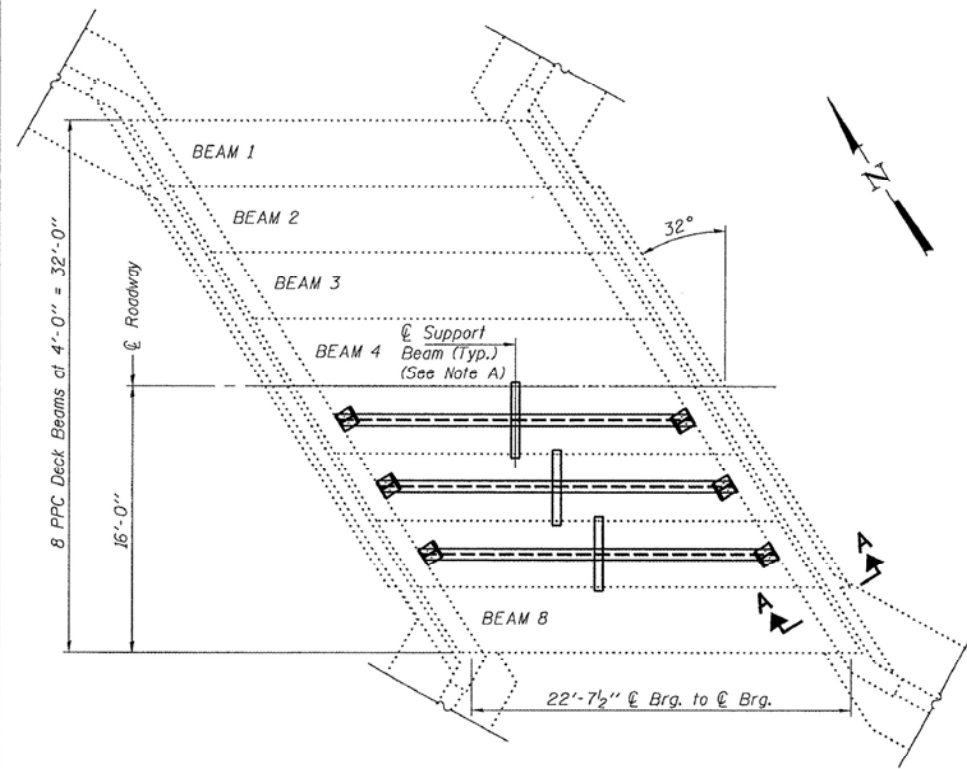 BEAM 1
BEAM 2
BEAM 3
BEAM 4
℄ Support
Beam (Typ.)
(See Note A)
32°
N
8 PPC Deck Beams at 4'-0" = 32'-0"
℄ Roadway
16'-0"
A
A
BEAM 8
22'-7½" ℄ Brg. to ℄ Brg.